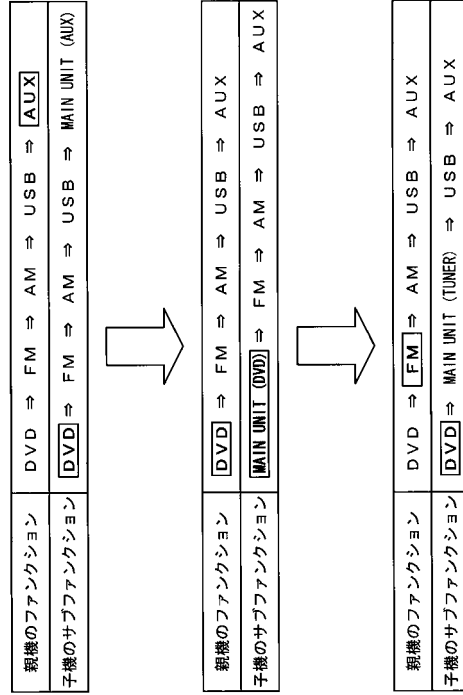 親機のファンクション DVD ⇒ FM ⇒ AM ⇒ USB ⇒ AUX
子機のサブファンクション DVD ⇒ FM ⇒ AM ⇒ USB ⇒ MAIN UNIT (AUX)
親機のファンクション DVD ⇒ FM ⇒ AM ⇒ USB ⇒ AUX
子機のサブファンクション MAIN UNIT (DVD) ⇒ FM ⇒ AM ⇒ USB ⇒ AUX
親機のファンクション DVD ⇒ FM ⇒ AM ⇒ USB ⇒ AUX
子機のサブファンクション DVD ⇒ MAIN UNIT (TUNER) ⇒ USB ⇒ AUX